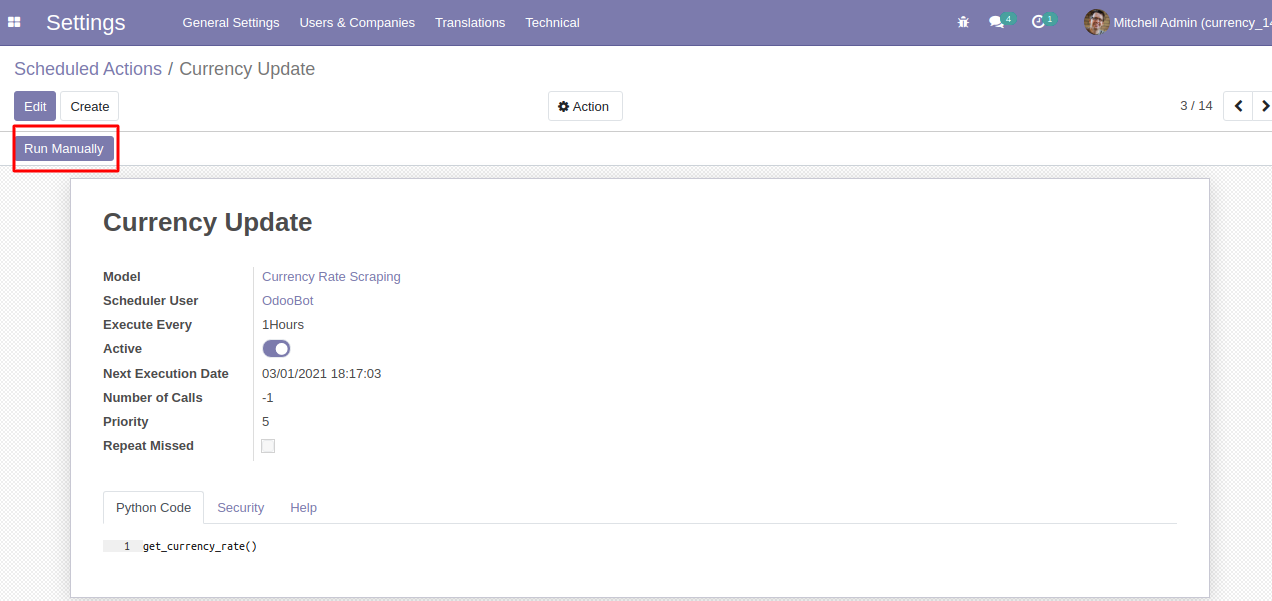 Settings General Settings Users & Companies Translations Technical 4 1 Mitchell Admin (currency_14
Scheduled Actions / Currency Update
Edit Create Action 3 / 14
Run Manually
Currency Update
Model Currency Rate Scraping
Scheduler User OdooBot
Execute Every 1Hours
Active
Next Execution Date 03/01/2021 18:17:03
Number of Calls -1
Priority 5
Repeat Missed
Python Code Security Help
1 get_currency_rate()